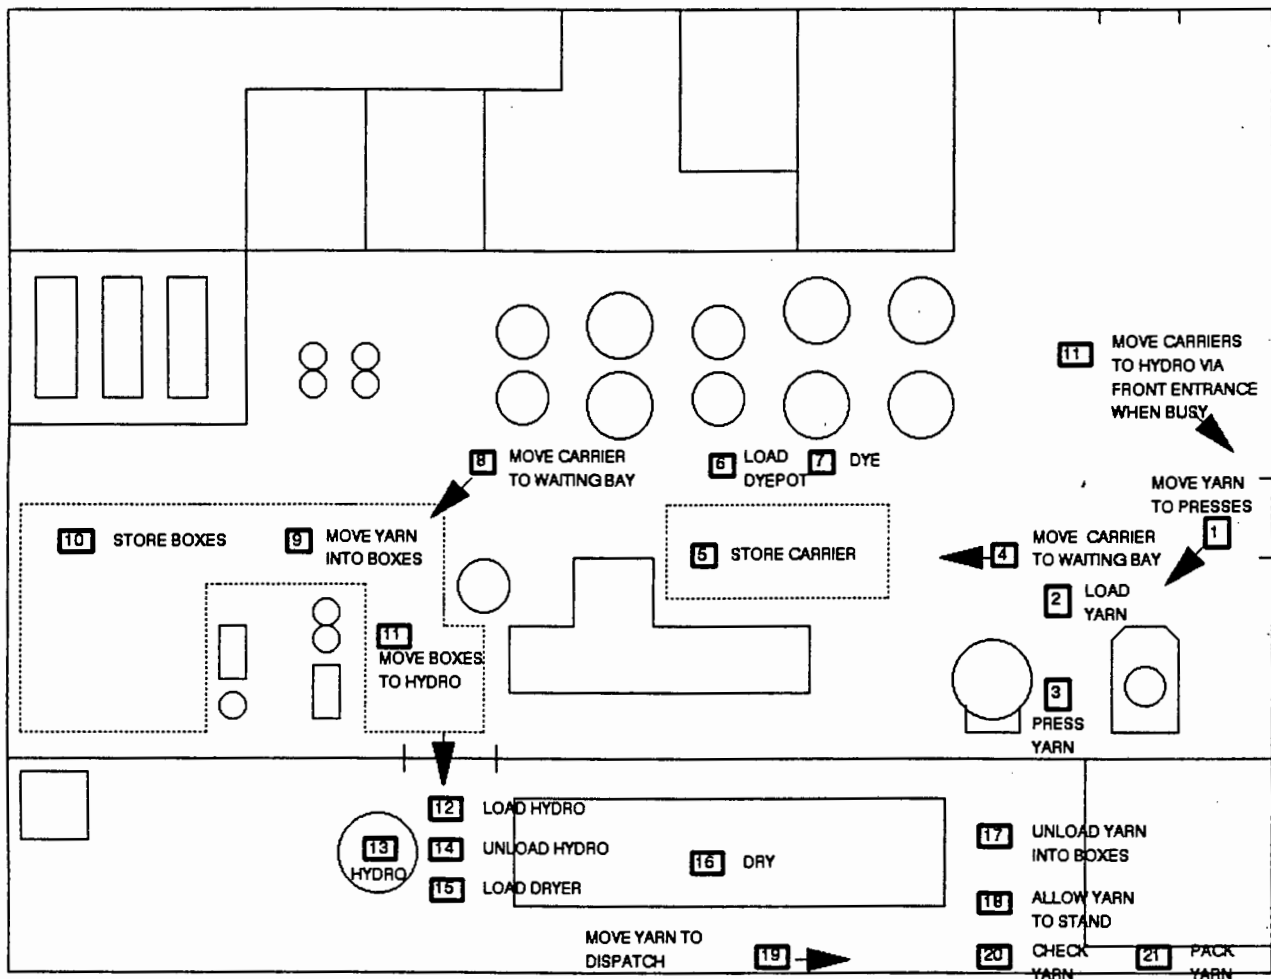 11
MOVE CARRIERS
TO HYDRO VIA
FRONT ENTRANCE
WHEN BUSY
8
MOVE CARRIER
TO WAITING BAY
6
LOAD
DYEPOT
7
DYE
MOVE YARN
TO PRESSES
1
10
STORE BOXES
9
MOVE YARN
INTO BOXES
5
STORE CARRIER
4
MOVE CARRIER
TO WAITING BAY
2
LOAD
YARN
11
MOVE BOXES
TO HYDRO
3
PRESS
YARN
12
LOAD HYDRO
13
HYDRO
14
UNLOAD HYDRO
15
LOAD DRYER
16
DRY
17
UNLOAD YARN
INTO BOXES
18
ALLOW YARN
TO STAND
MOVE YARN TO
DISPATCH
19
20
CHECK
YARN
21
PACK
YARN